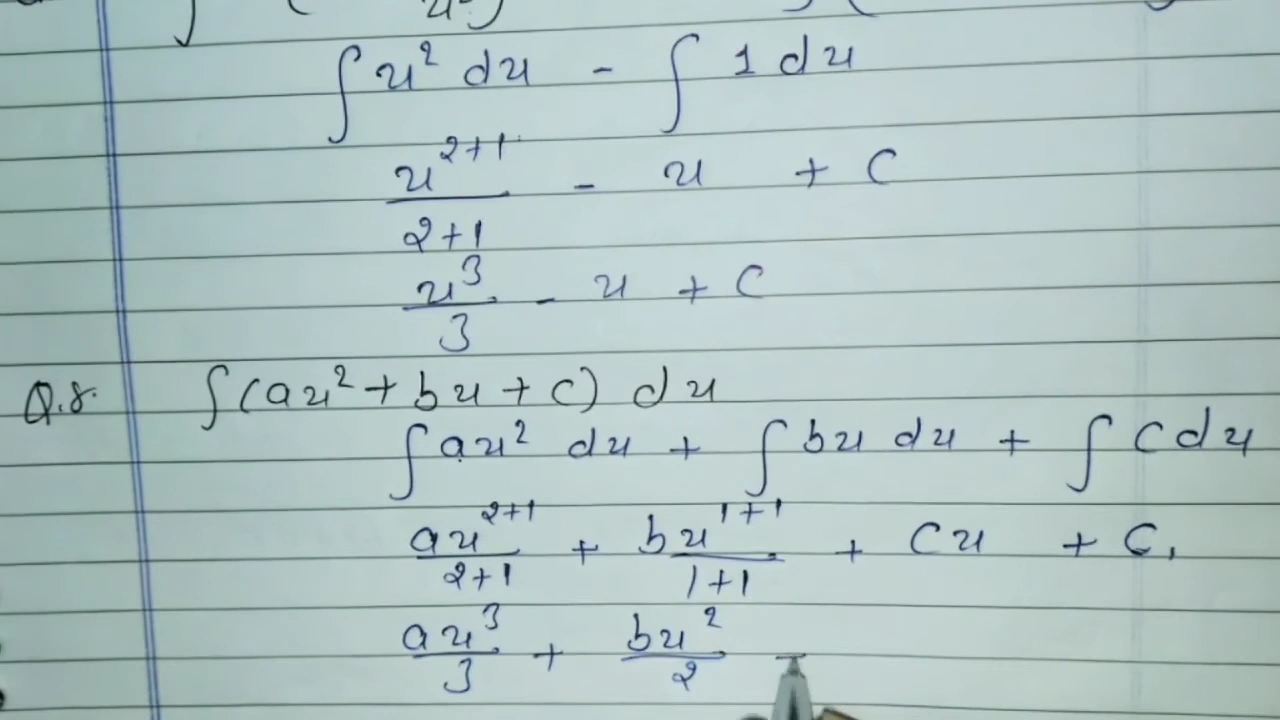 ∫ x² dx - ∫ 1 dx
x^(2+1)/(2+1) - x + C
x³/3 - x + C
Q.8. ∫(ax² + bx + C) dx
∫ ax² dx + ∫ bx dx + ∫ C dx
ax^(2+1)/(2+1) + bx^(1+1)/(1+1) + Cx + C₁
ax³/3 + bx²/2